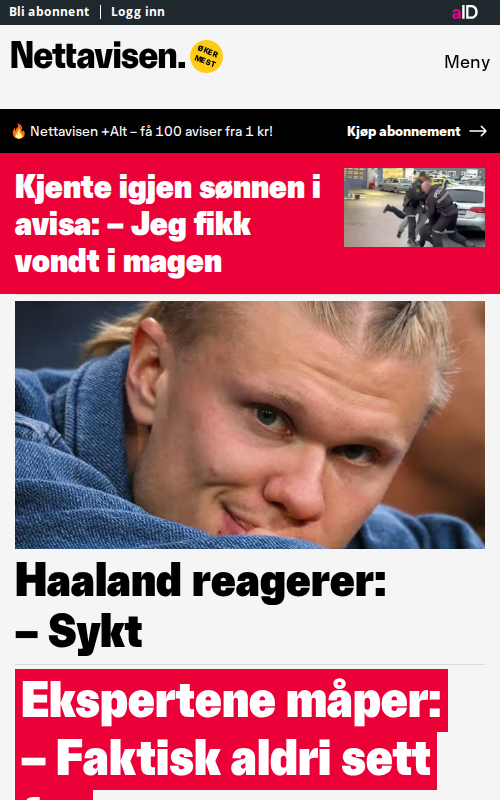 Bli abonnent | Logg inn
aID
Nettavisen.
ØKER
MEST
Meny
🔥 Nettavisen +Alt – få 100 aviser fra 1 kr!
Kjøp abonnement →
Kjente igjen sønnen i
avisa: – Jeg fikk
vondt i magen
Haaland reagerer:
– Sykt
Ekspertene måper:
– Faktisk aldri sett